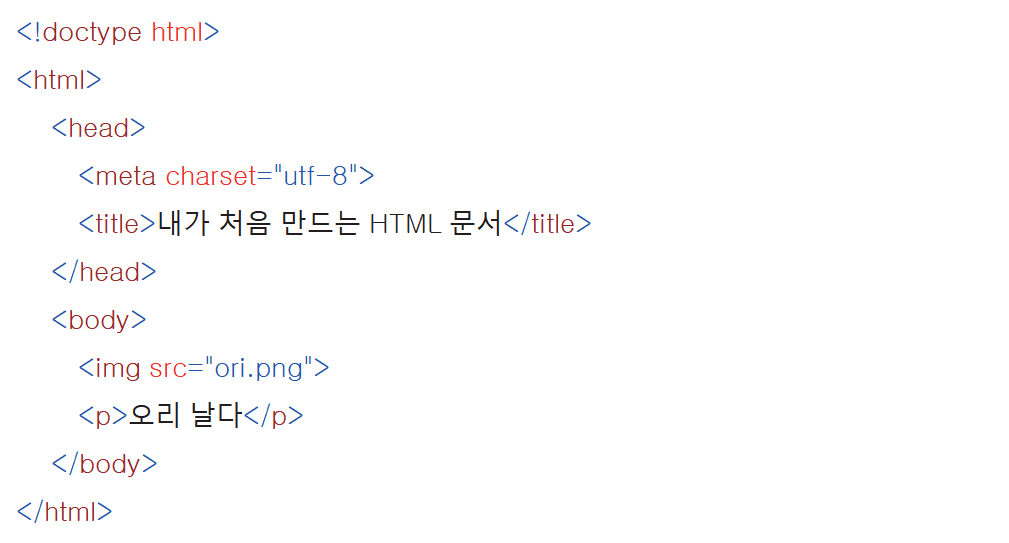 <!doctype html>
<html>
<head>
<meta charset="utf-8">
<title>내가 처음 만드는 HTML 문서</title>
</head>
<body>
<img src="ori.png">
<p>오리 날다</p>
</body>
</html>